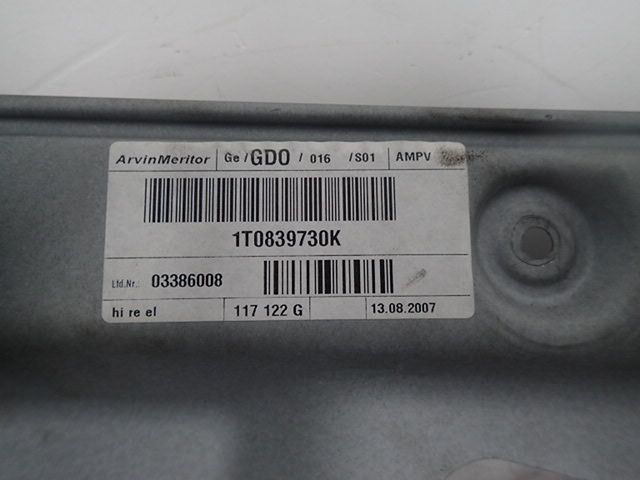 ArvinMeritor Ge / GDO / 016 / S01 AMPV
1T0839730K
Lfd.Nr.: 03386008
hi re el 117 122 G 13.08.2007